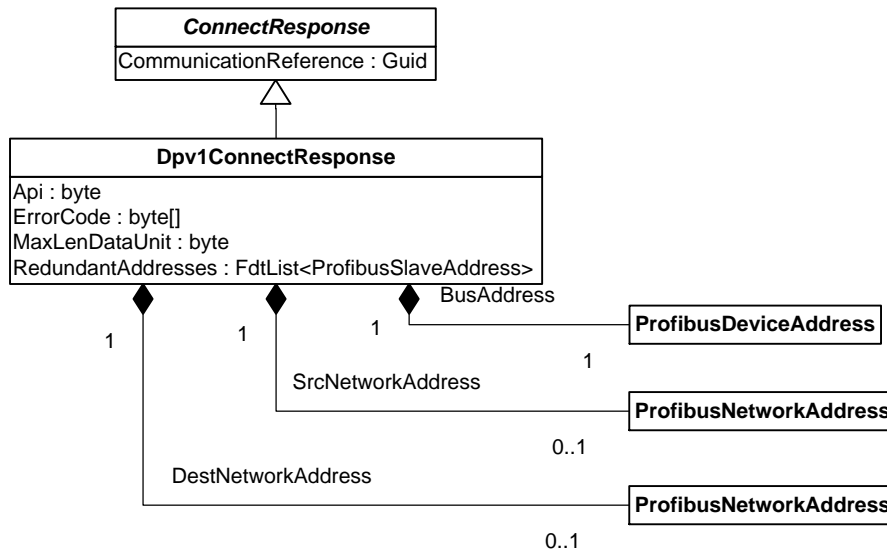 ConnectResponse
CommunicationReference : Guid
Dpv1ConnectResponse
Api : byte
ErrorCode : byte[]
MaxLenDataUnit : byte
RedundantAddresses : FdtList<ProfibusSlaveAddress>
BusAddress
1
1
1
ProfibusDeviceAddress
1
SrcNetworkAddress
ProfibusNetworkAddress
0..1
DestNetworkAddress
ProfibusNetworkAddress
0..1